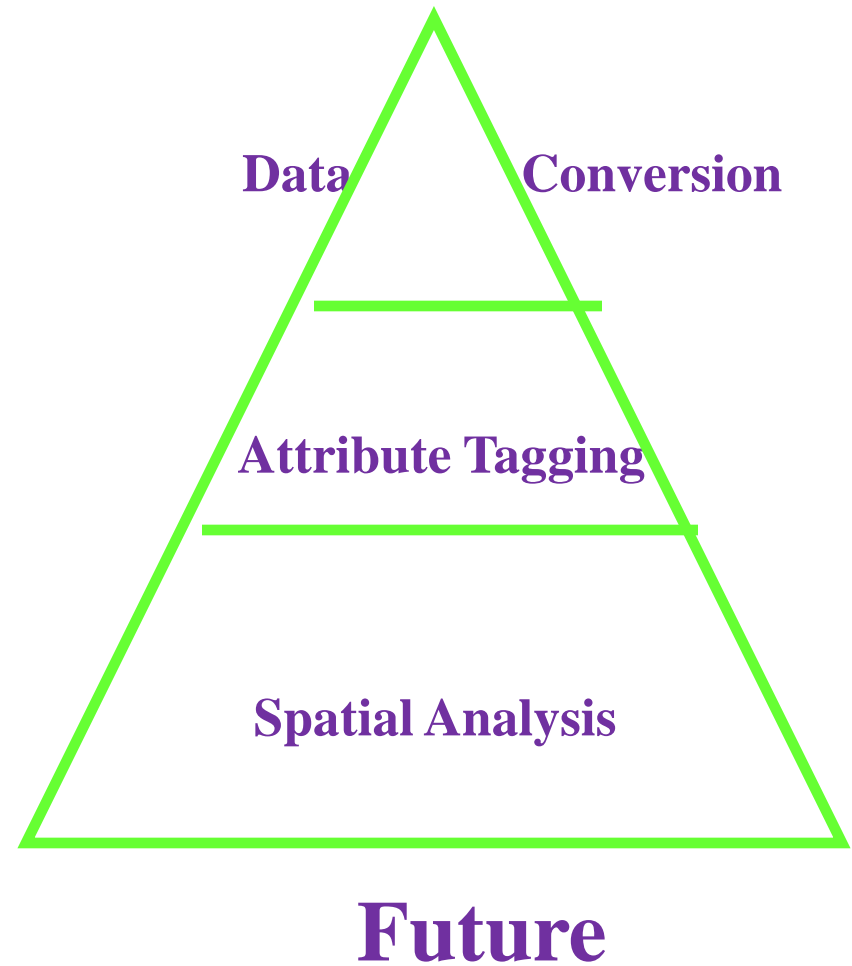 Data Conversion
Attribute Tagging
Spatial Analysis
Future